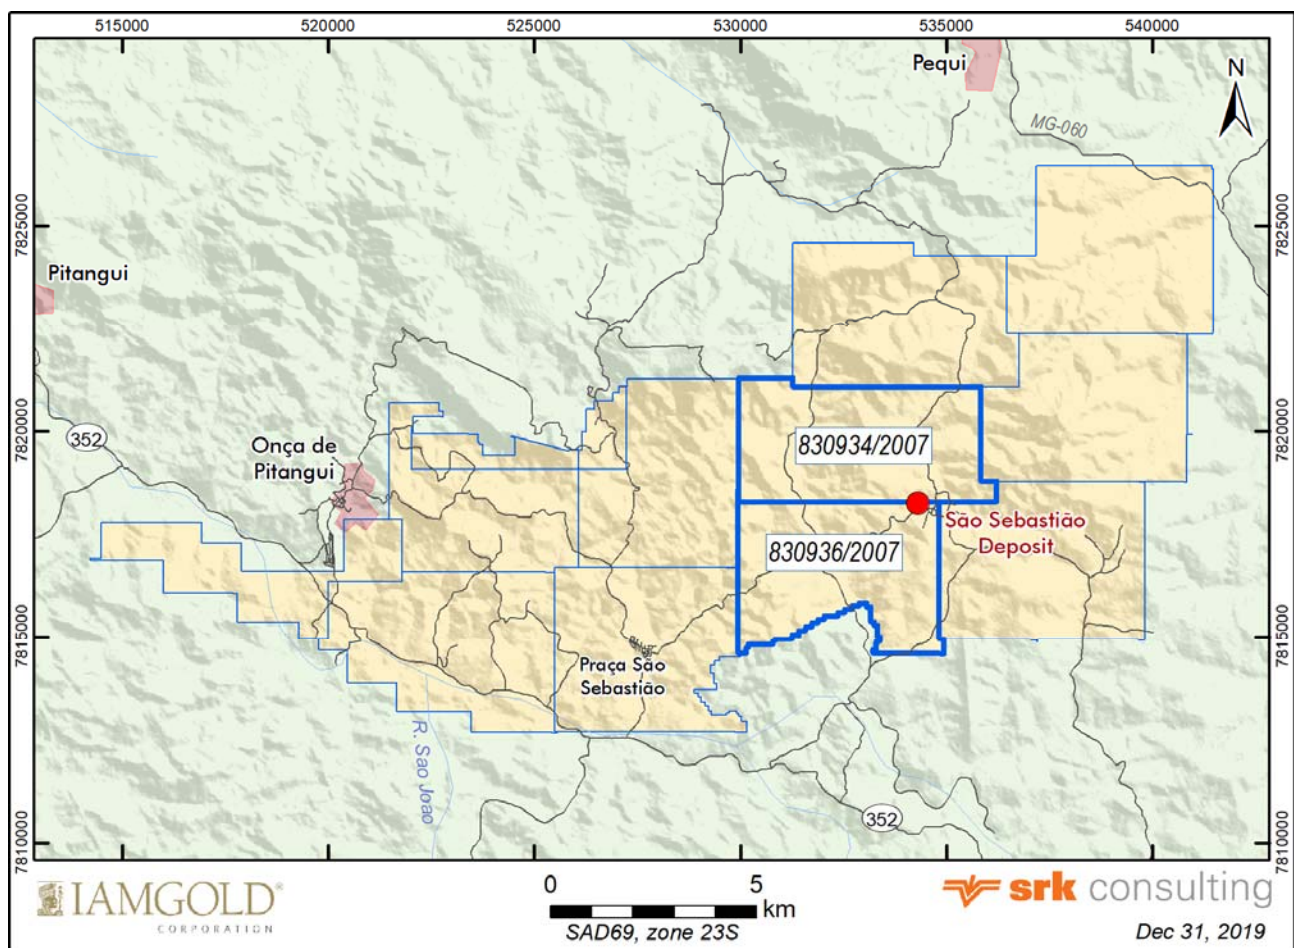 515000 520000 525000 530000 535000 540000
Pequi
N
MG-060
7825000
7825000
Pitangui
352
Onça de
Pitangui
7820000
7820000
830934/2007
São Sebastião
Deposit
830936/2007
7815000
7815000
Praça São
Sebastião
R. Sao Joao
352
7810000
7810000
IAMGOLD®
CORPORATION
0 5
km
SAD69, zone 23S
srk consulting
Dec 31, 2019